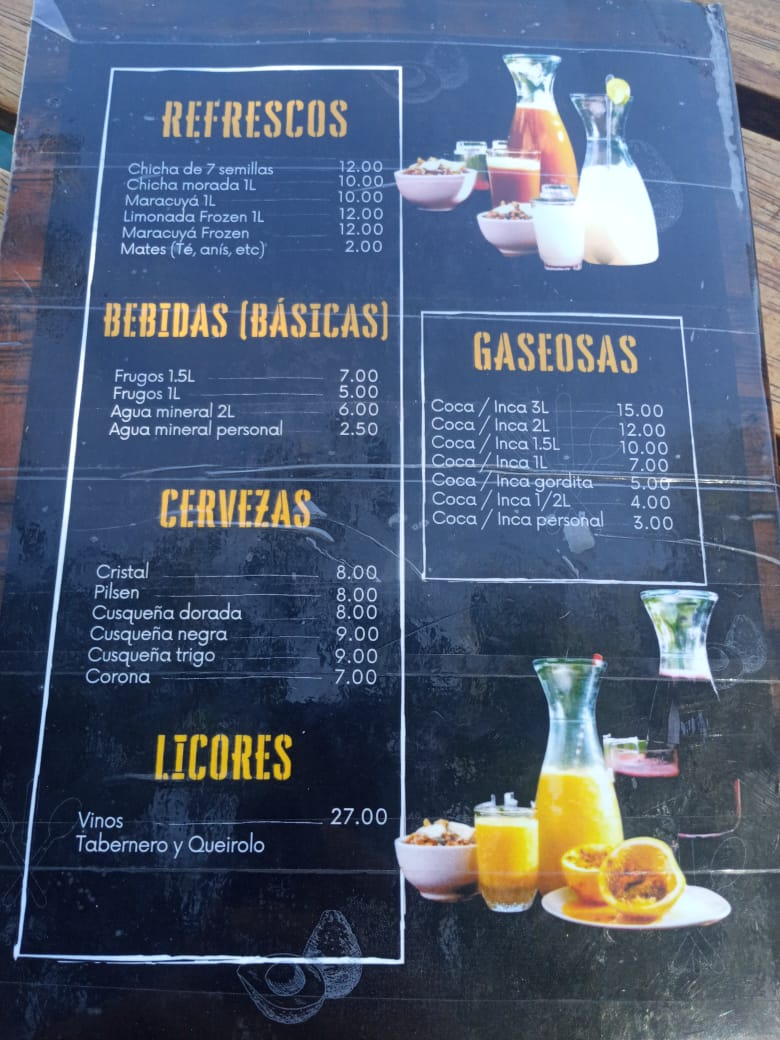 REFRESCOS
Chicha de 7 semillas 12.00
Chicha morada 1L 10.00
Maracuyá 1L 10.00
Limonada Frozen 1L 12.00
Maracuyá Frozen 12.00
Mates (Té, anís, etc) 2.00
BEBIDAS (BÁSICAS)
Frugos 1.5L 7.00
Frugos 1L 5.00
Agua mineral 2L 6.00
Agua mineral personal 2.50
CERVEZAS
Cristal 8.00
Pilsen 8.00
Cusqueña dorada 8.00
Cusqueña negra 9.00
Cusqueña trigo 9.00
Corona 7.00
LICORES
Vinos 27.00
Tabernero y Queirolo
GASEOSAS
Coca / Inca 3L 15.00
Coca / Inca 2L 12.00
Coca / Inca 1.5L 10.00
Coca / Inca 1L 7.00
Coca / Inca gordita 5.00
Coca / Inca 1/2L 4.00
Coca / Inca personal 3.00